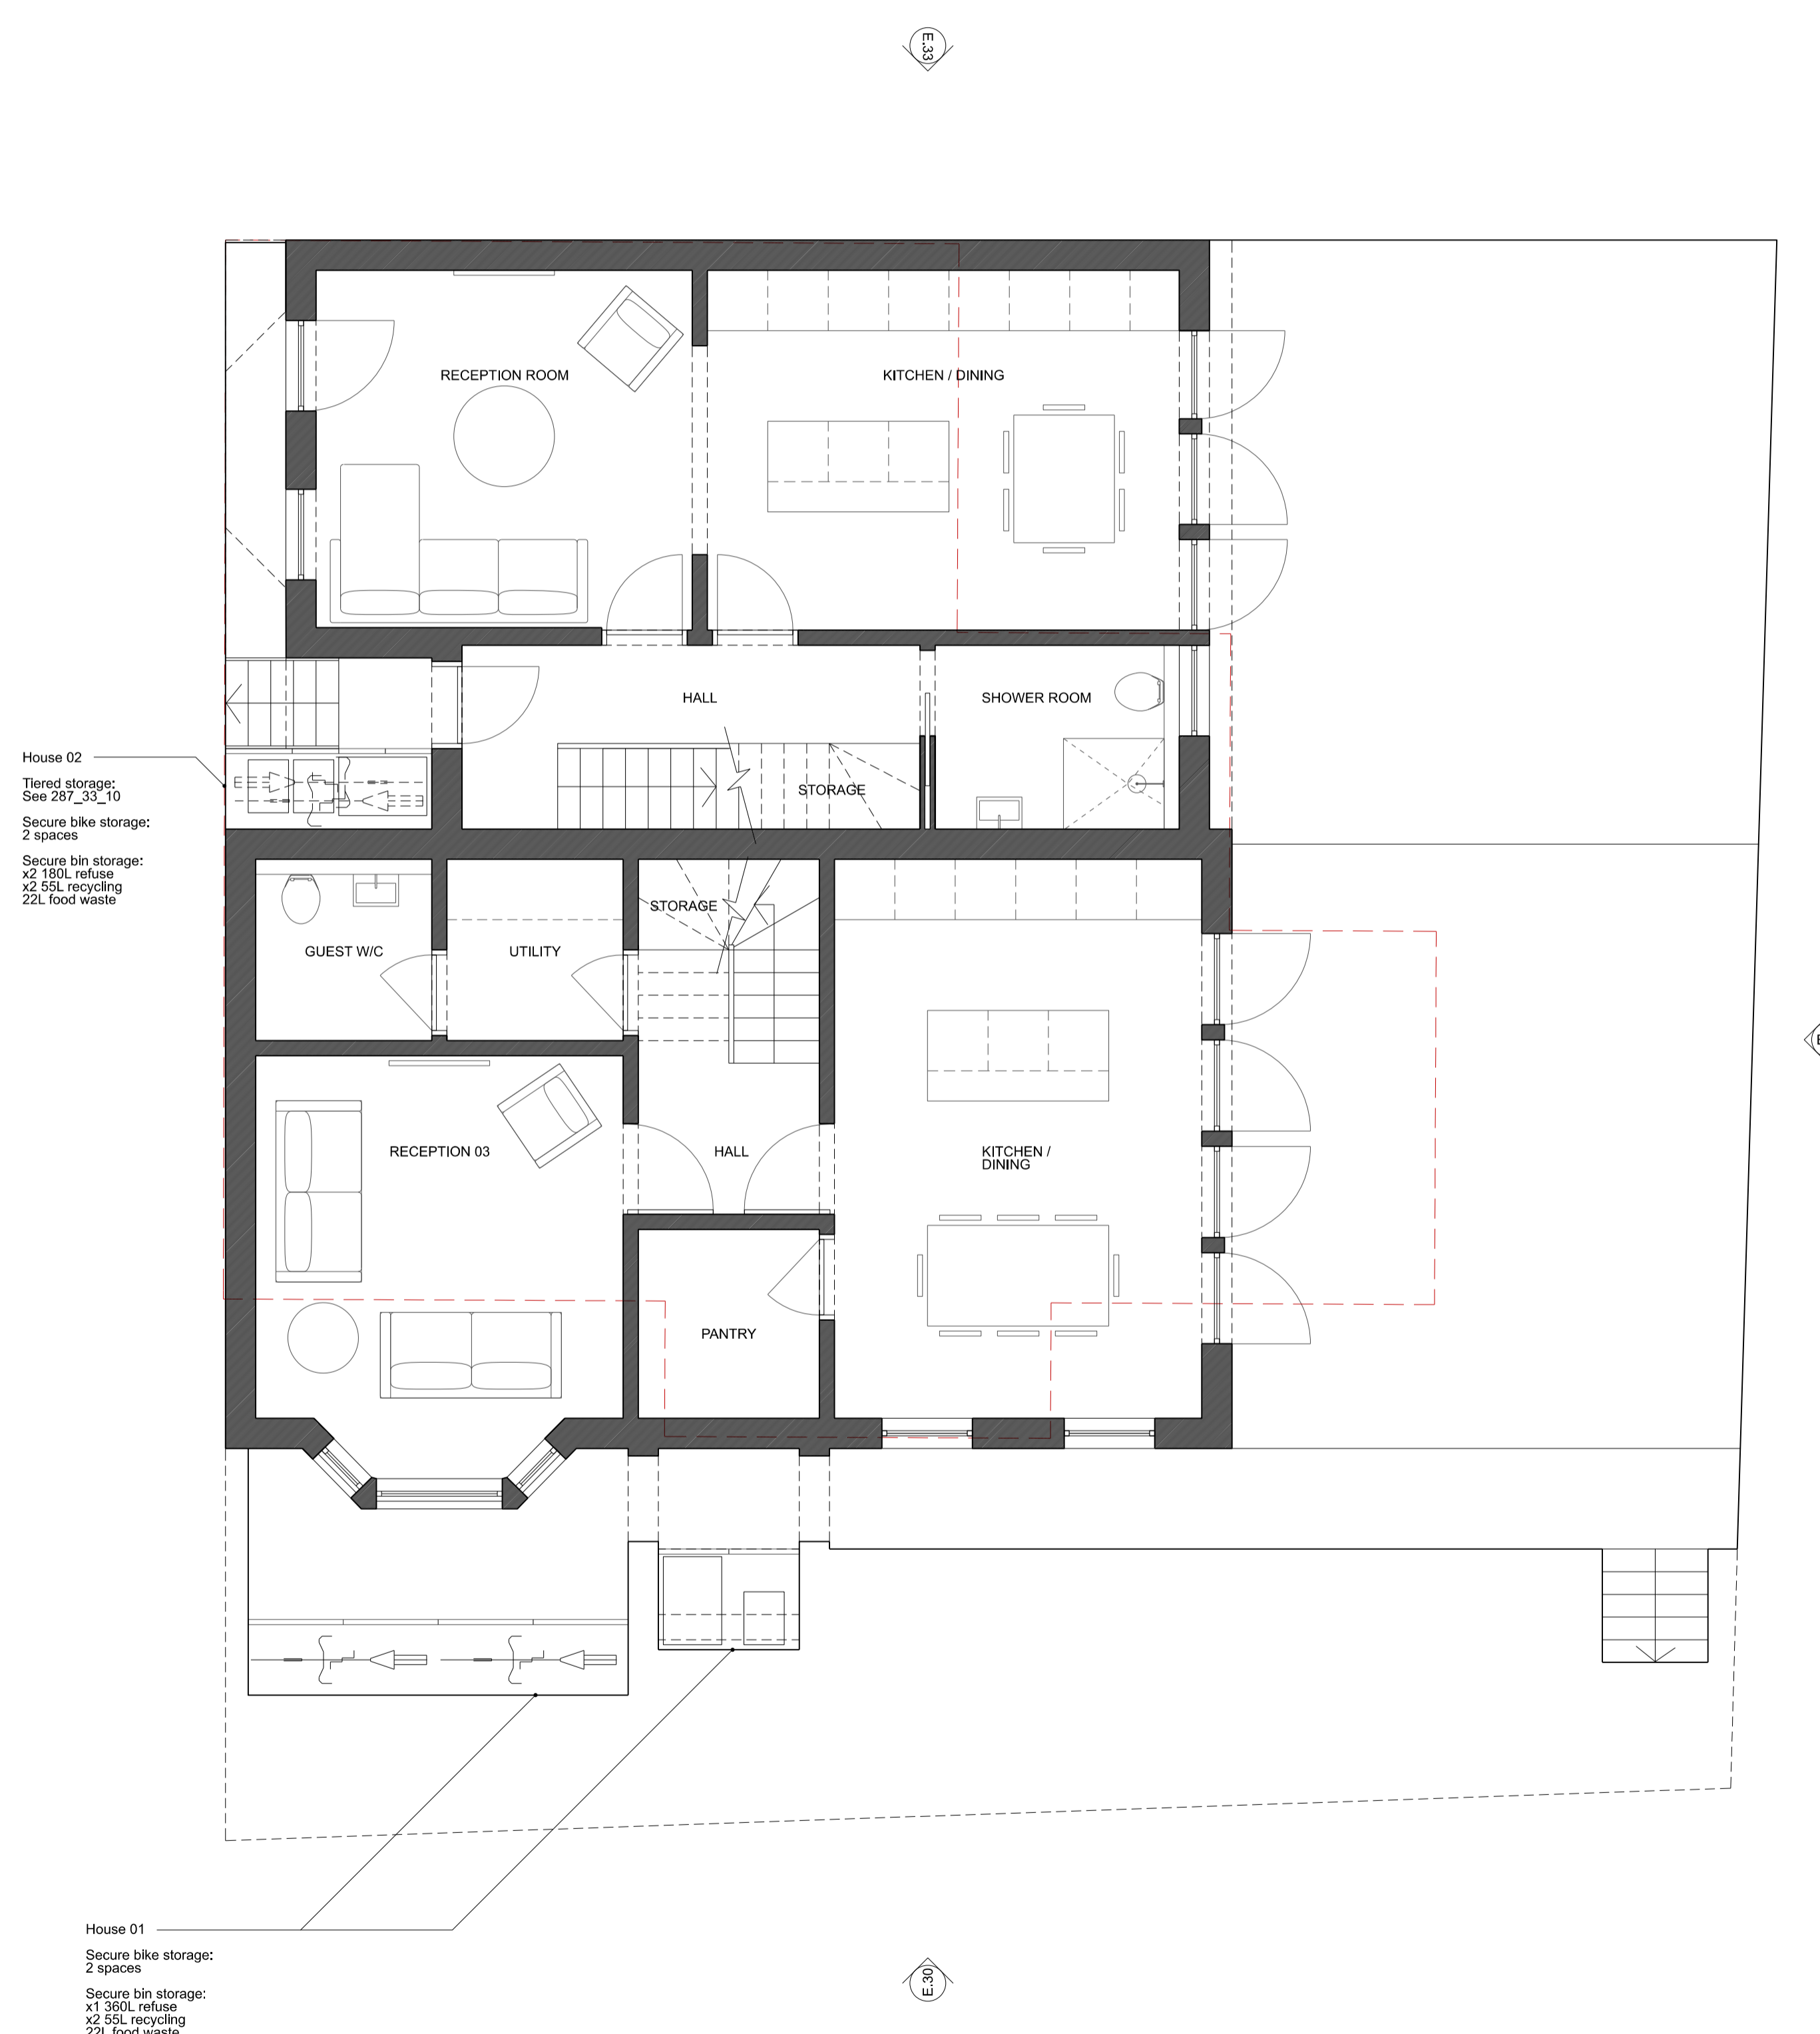 E.33
RECEPTION ROOM
KITCHEN / DINING
HALL
SHOWER ROOM
STORAGE
House 02
Tiered storage:
See 287_33_10
Secure bike storage:
2 spaces
Secure bin storage:
x2 180L refuse
x2 55L recycling
22L food waste
STORAGE
GUEST W/C
UTILITY
RECEPTION 03
HALL
KITCHEN /
DINING
PANTRY
House 01
Secure bike storage:
2 spaces
Secure bin storage:
x1 360L refuse
x2 55L recycling
22L food waste
E.30